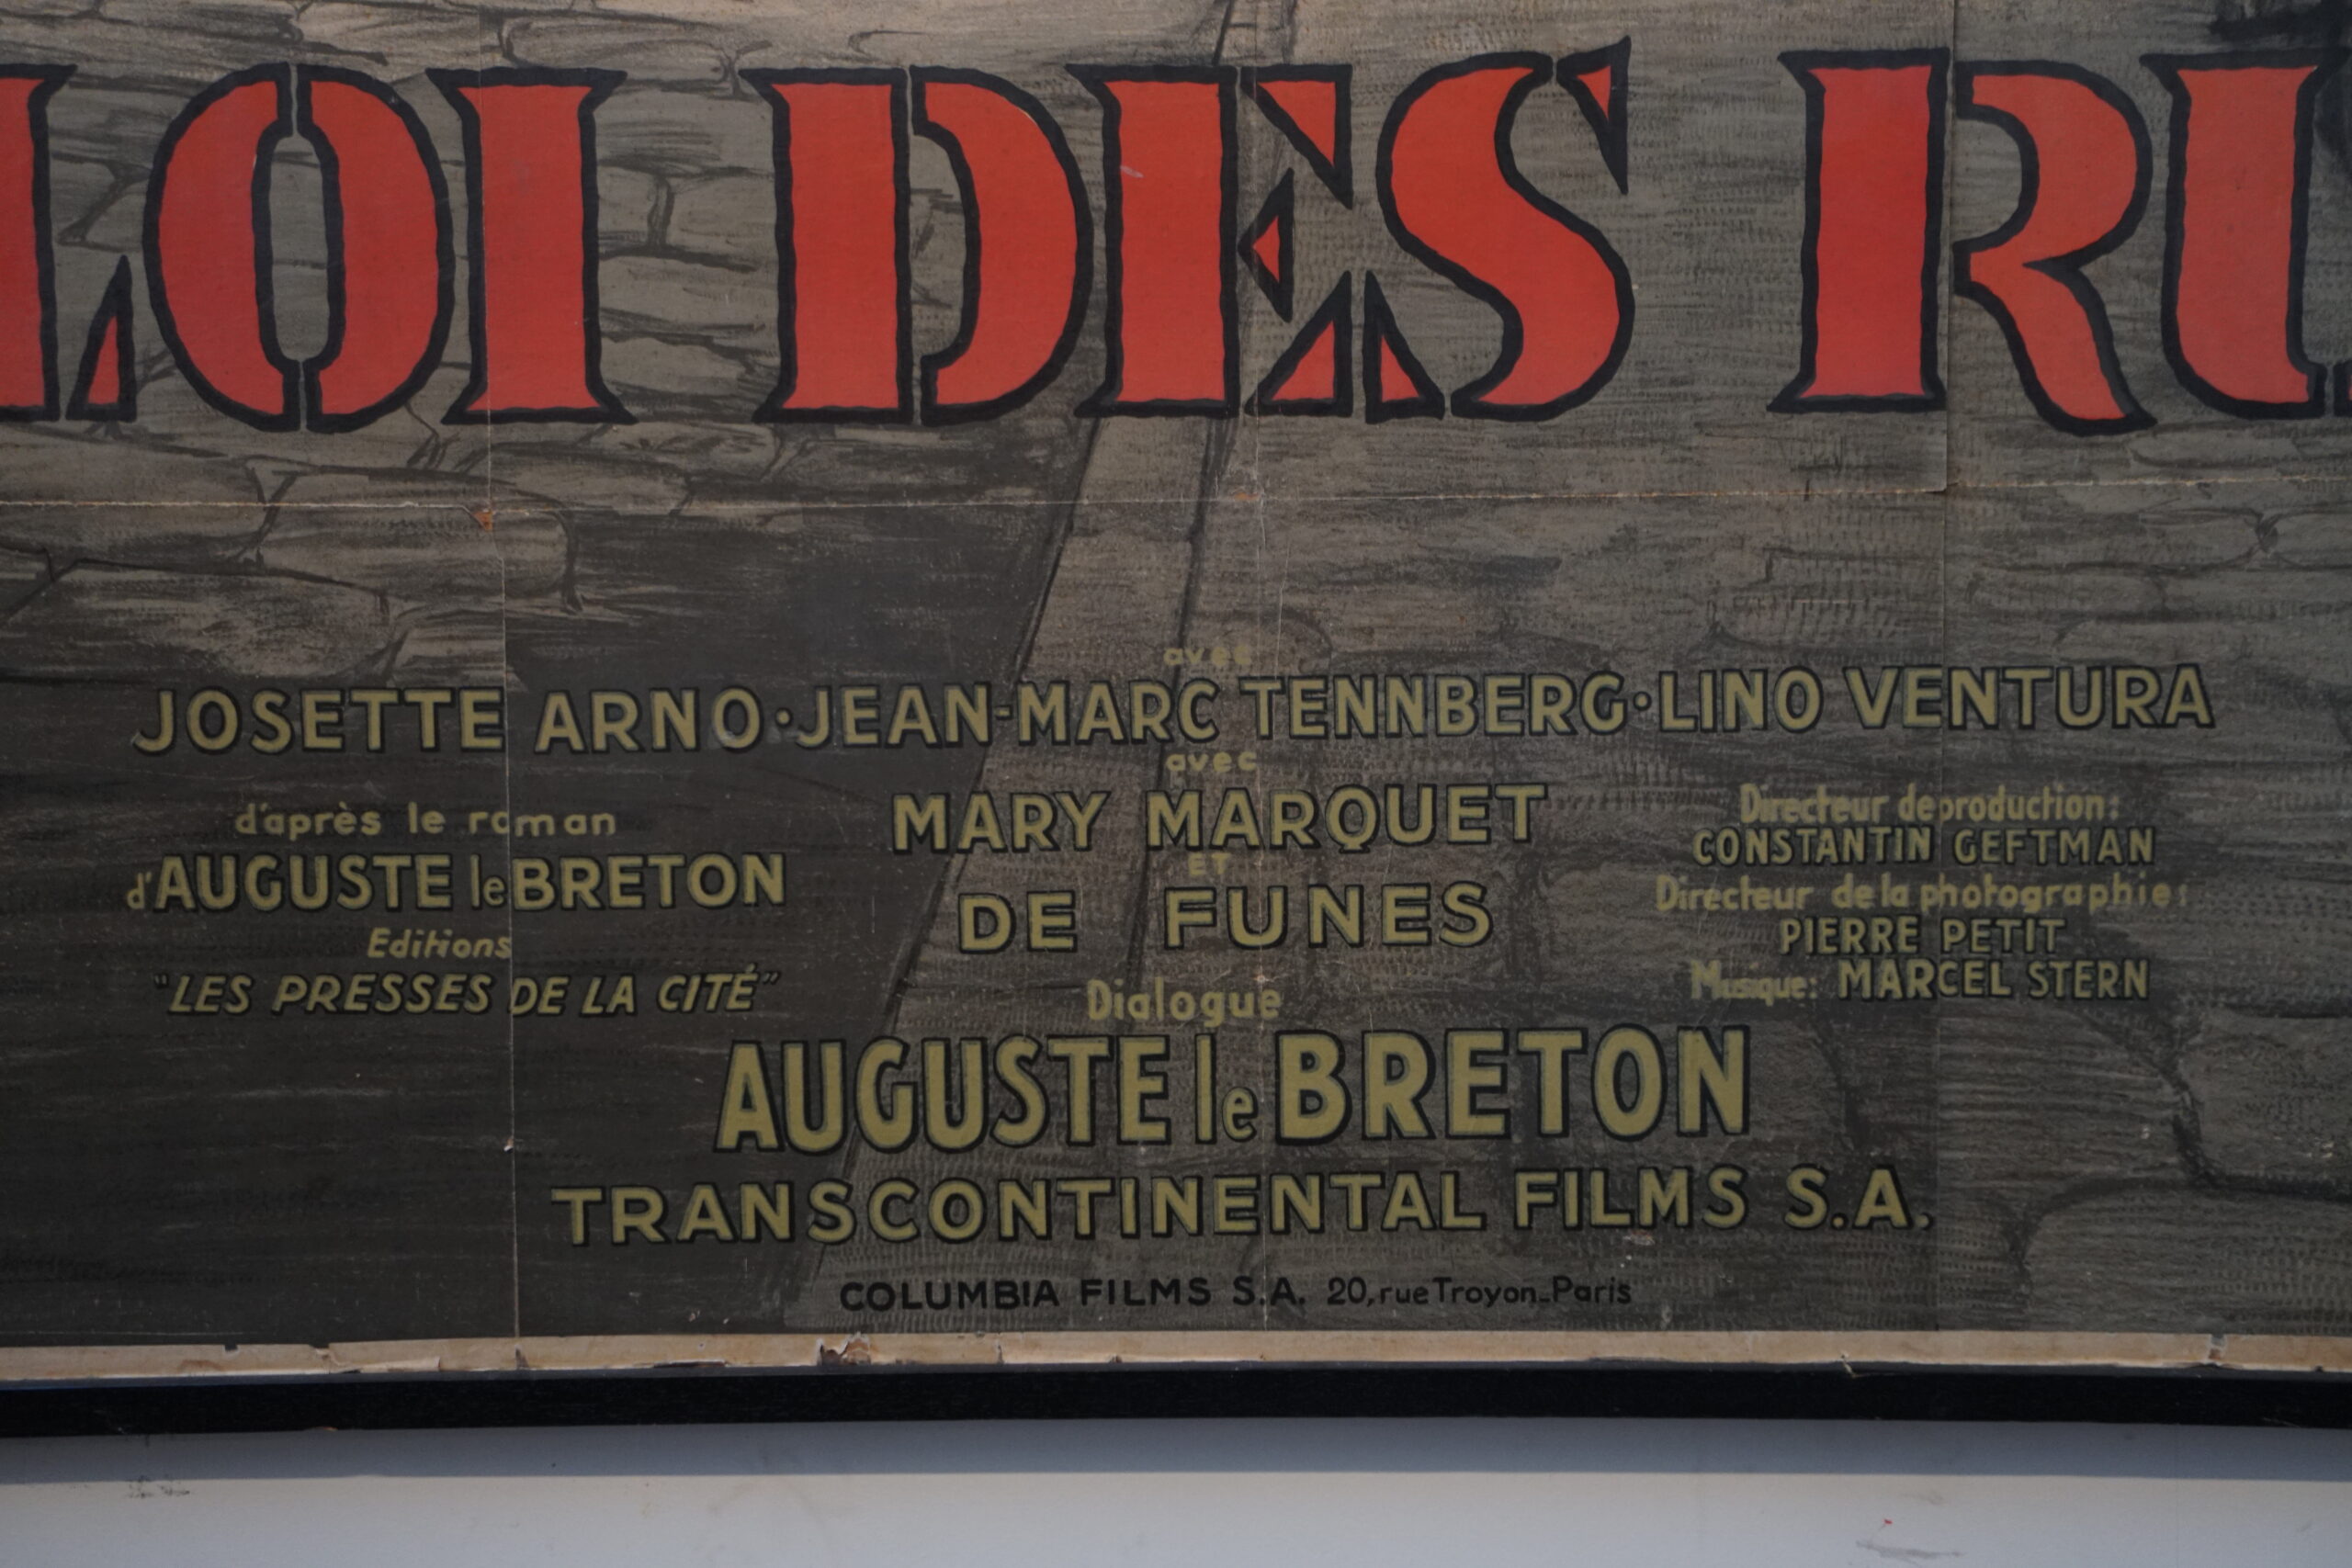 LOI DES RU
avec
JOSETTE ARNO·JEAN-MARC TENNBERG·LINO VENTURA
avec
MARY MARQUET
ET
DE FUNES
d'après le roman
d'AUGUSTE le BRETON
Editions
"LES PRESSES DE LA CITÉ"
Directeur de production:
CONSTANTIN GEFTMAN
Directeur de la photographie:
PIERRE PETIT
Musique: MARCEL STERN
Dialogue
AUGUSTE le BRETON
TRANSCONTINENTAL FILMS S.A.
COLUMBIA FILMS S.A. 20, rue Troyon_Paris